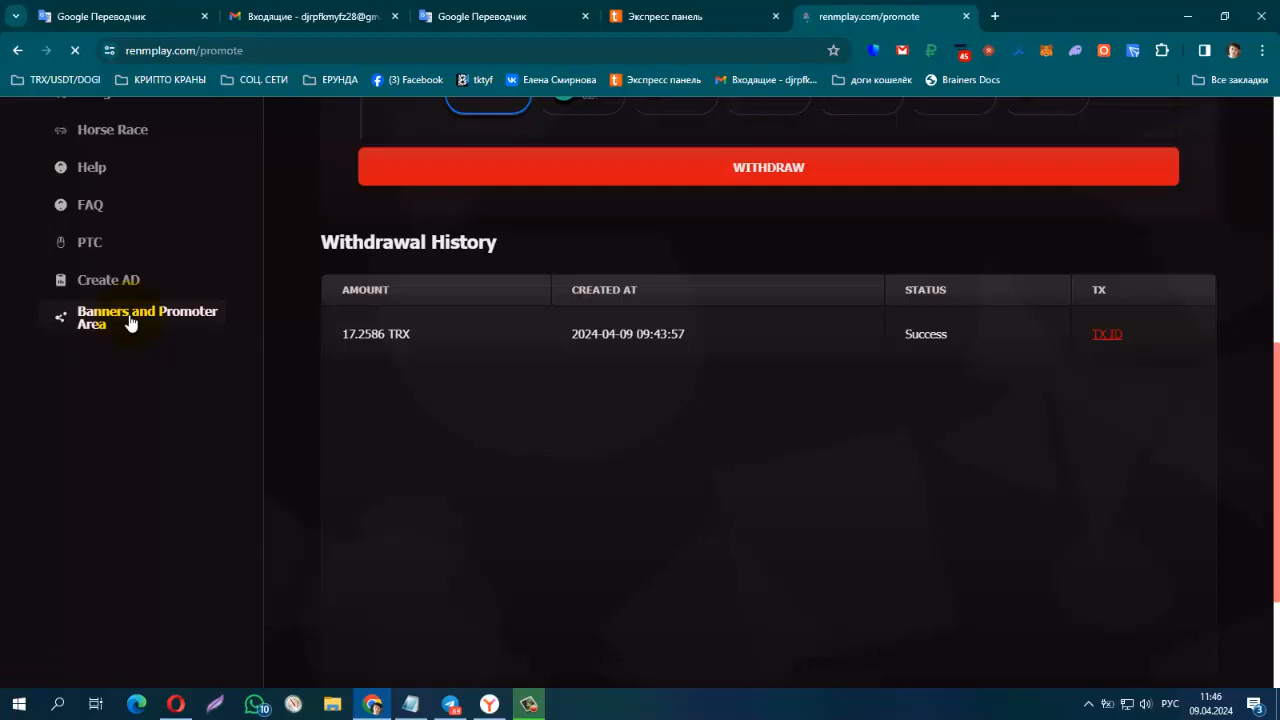 Google Переводчик
Входящие - djrpfkmyfz28@gm
Google Переводчик
Экспресс панель
renmplay.com/promote
renmplay.com/promote
45
TRX/USDT/DOGI
КРИПТО КРАНЫ
СОЦ. СЕТИ
ЕРУНДА
(3) Facebook
tktyf
Елена Смирнова
Экспресс панель
Входящие - djrpfk...
доги кошелёк
Brainers Docs
Все закладки
Horse Race
Help
FAQ
PTC
Create AD
Banners and Promoter
Area
WITHDRAW
Withdrawal History
AMOUNT
CREATED AT
STATUS
TX
17.2586 TRX
2024-04-09 09:43:57
Success
TX ID
10
РУС
11:46
09.04.2024
3